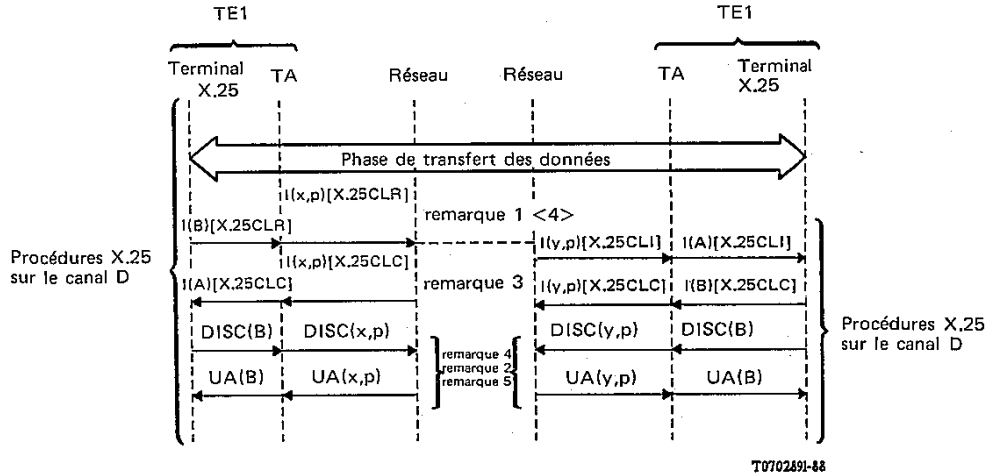 TE1
TE1
Terminal
X.25
TA
Réseau
Réseau
TA
Terminal
X.25
Phase de transfert des données
I(x,p)[X.25CLR]
remarque 1 <4>
I(B)[X.25CLR]
I(y,p)[X.25CLI]
I(A)[X.25CLI]
Procédures X.25
sur le canal D
I(x,p)[X.25CLC]
remarque 3
I(A)[X.25CLC]
I(y,p)[X.25CLC]
I(B)[X.25CLC]
DISC(B)
DISC(x,p)
DISC(y,p)
DISC(B)
Procédures X.25
sur le canal D
remarque 4
remarque 2
remarque 5
UA(B)
UA(x,p)
UA(y,p)
UA(B)
T0702891-88